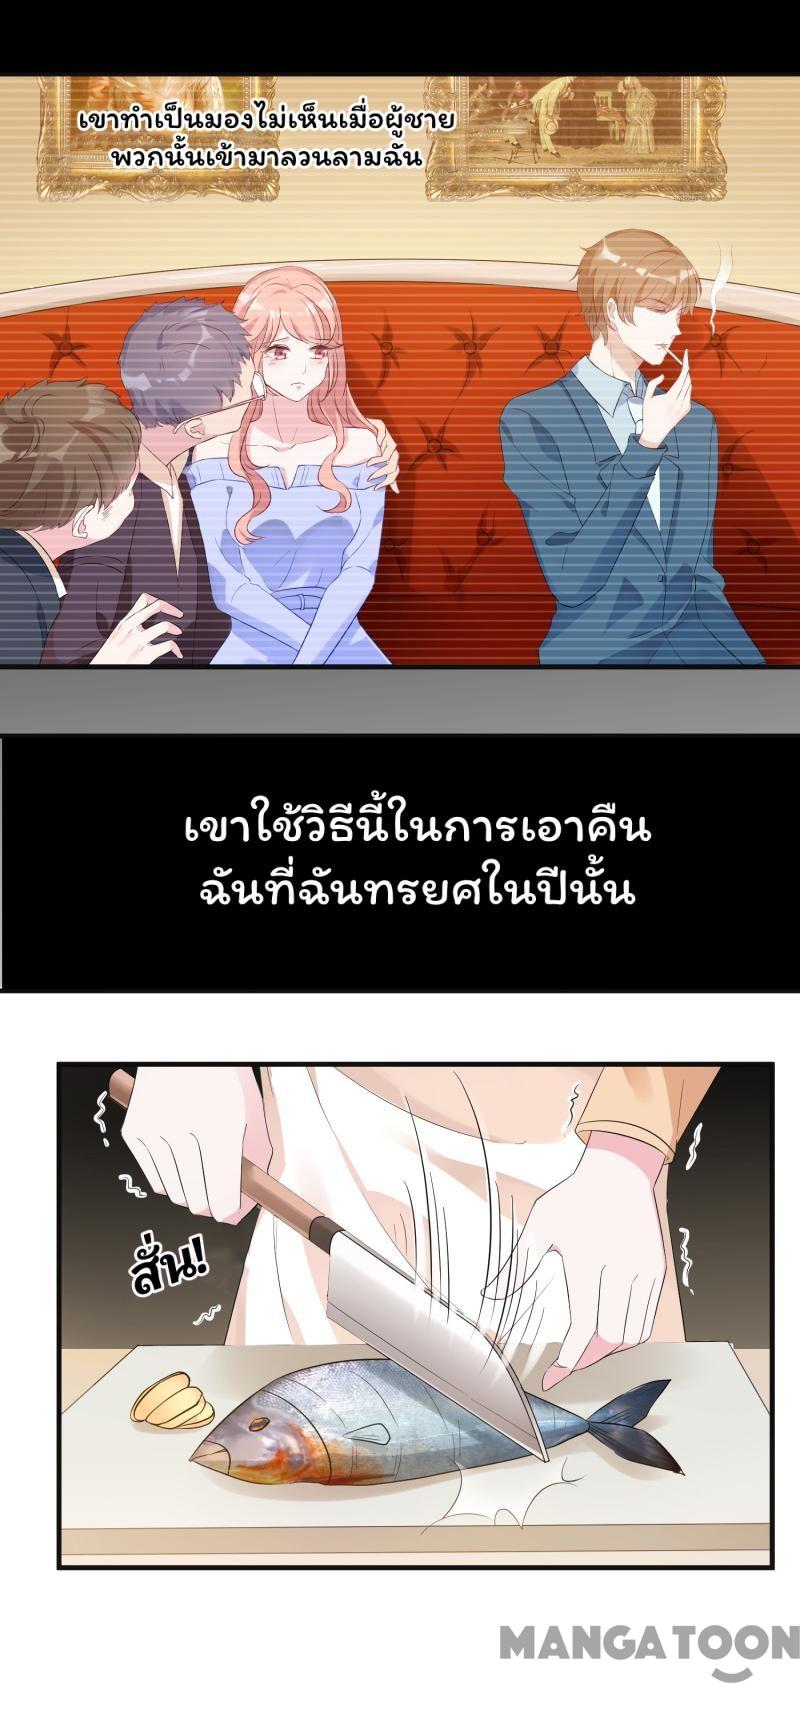 เขาทำเป็นมองไม่เห็นเมื่อผู้ชาย
พวกนั้นเข้ามาลวนลามฉัน
เขาใช้วิธีนี้ในการเอาคืน
ฉันที่ฉันทรยศในปีนั้น
สั่น!
MANGATOON